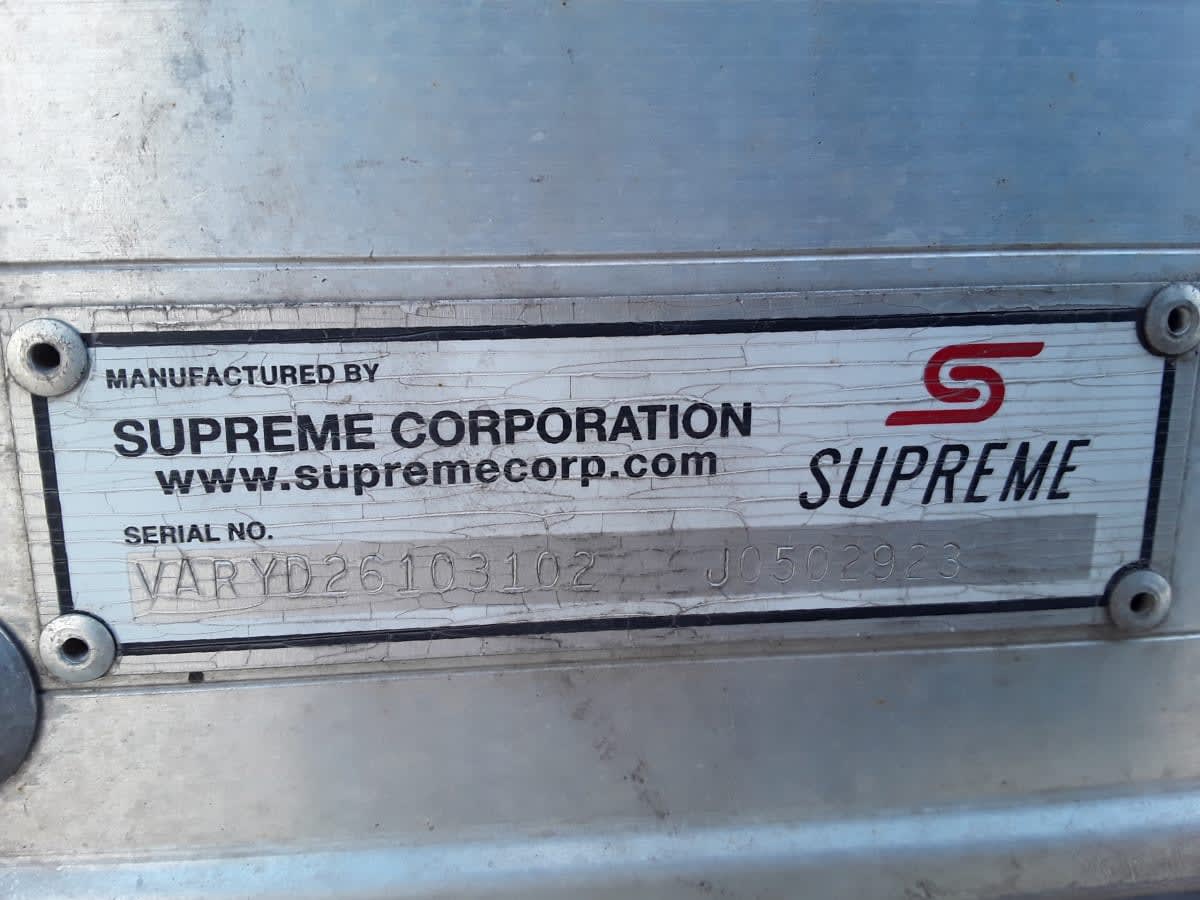 MANUFACTURED BY
SUPREME CORPORATION
www.supremecorp.com
SUPREME
SERIAL NO.
VARYD26103102 J0502923